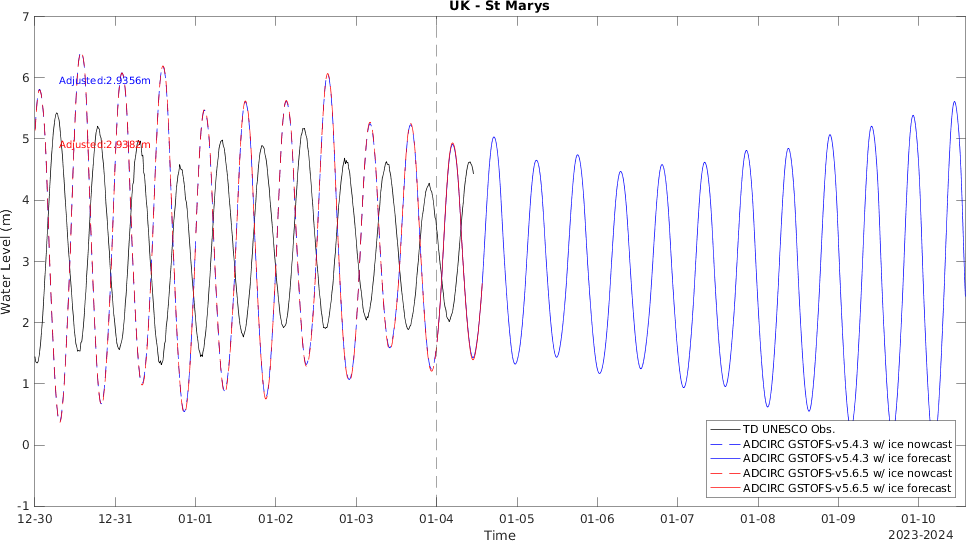 UK - St Marys
7
6
5
4
3
2
1
0
-1
Water Level (m)
Adjusted:2.9356m
Adjusted:2.9382m
TD UNESCO Obs.
ADCIRC GSTOFS-v5.4.3 w/ ice nowcast
ADCIRC GSTOFS-v5.4.3 w/ ice forecast
ADCIRC GSTOFS-v5.6.5 w/ ice nowcast
ADCIRC GSTOFS-v5.6.5 w/ ice forecast
12-30 12-31 01-01 01-02 01-03 01-04 01-05 01-06 01-07 01-08 01-09 01-10
Time
2023-2024